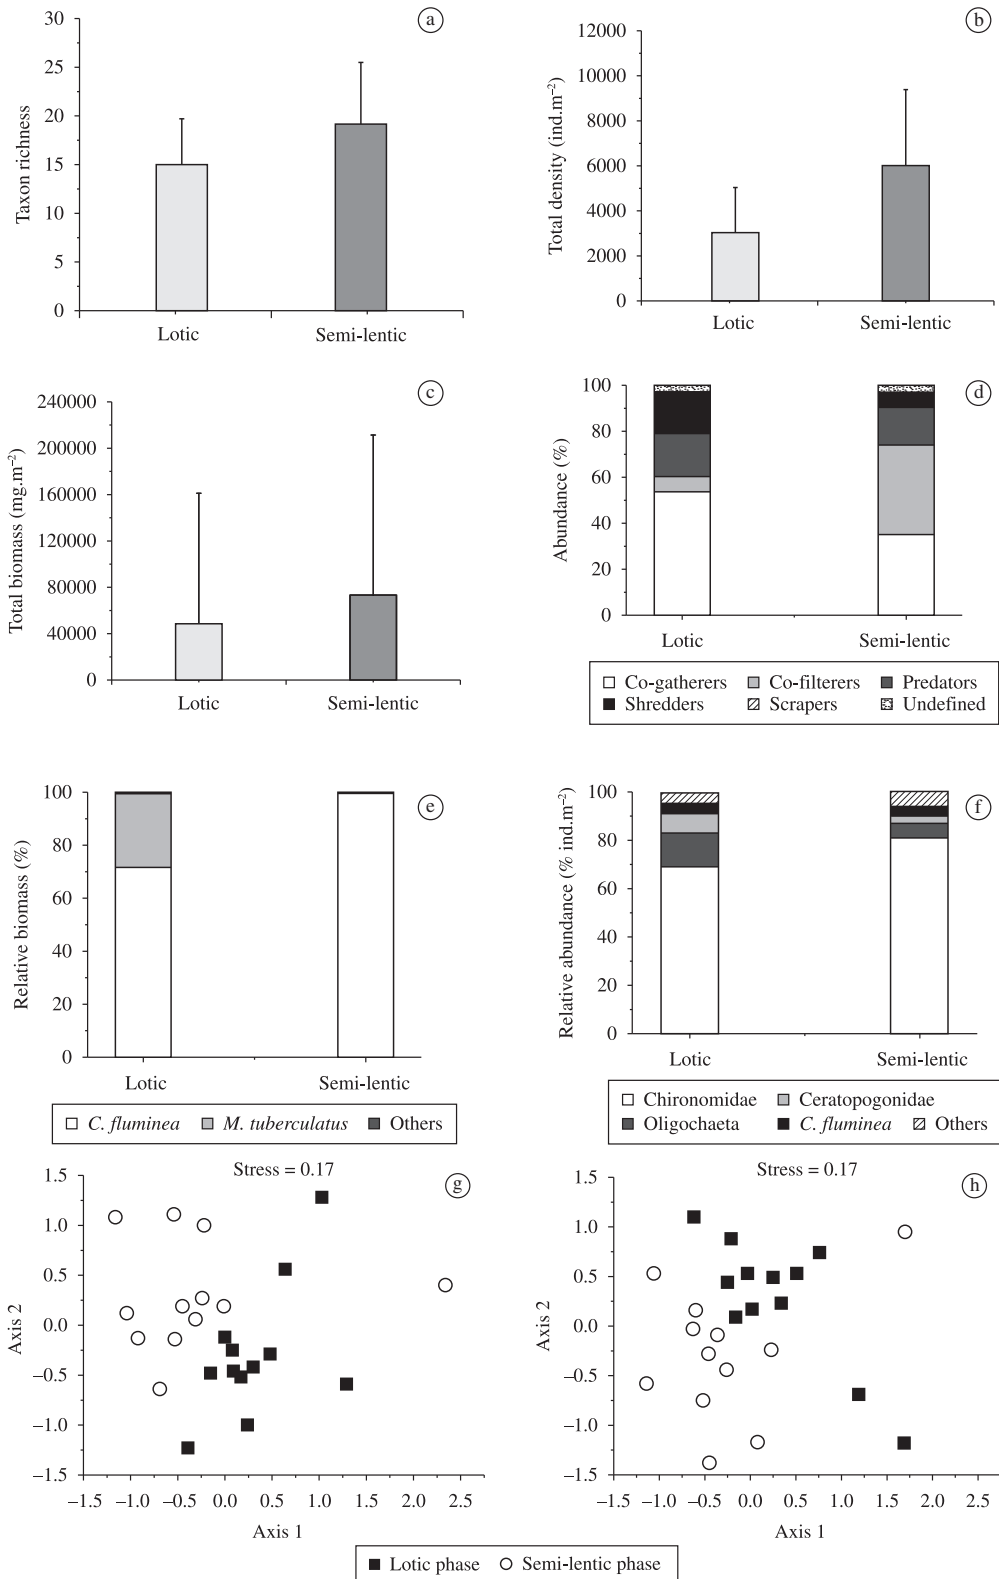 a
Taxon richness
30
25
20
15
10
5
0
Lotic Semi-lentic
b
Total density (ind.m⁻²)
12000
10000
8000
6000
4000
2000
0
Lotic Semi-lentic
c
Total biomass (mg.m⁻²)
240000
200000
160000
120000
80000
40000
0
Lotic Semi-lentic
d
Abundance (%)
100
80
60
40
20
0
Lotic Semi-lentic
Co-gatherers Co-filterers Predators
Shredders Scrapers Undefined
e
Relative biomass (%)
100
80
60
40
20
0
Lotic Semi-lentic
C. fluminea M. tuberculatus Others
f
Relative abundance (% ind.m⁻²)
100
80
60
40
20
0
Lotic Semi-lentic
Chironomidae Ceratopogonidae
Oligochaeta C. fluminea Others
Stress = 0.17
g
Axis 2
1.5
1.0
0.5
0.0
–0.5
–1.0
–1.5
–1.5 –1.0 –0.5 0.0 0.5 1.0 1.5 2.0 2.5
Axis 1
Stress = 0.17
h
Axis 2
1.5
1.0
0.5
0.0
–0.5
–1.0
–1.5
–1.5 –1.0 –0.5 0.0 0.5 1.0 1.5 2.0 2.5
Axis 1
Lotic phase Semi-lentic phase